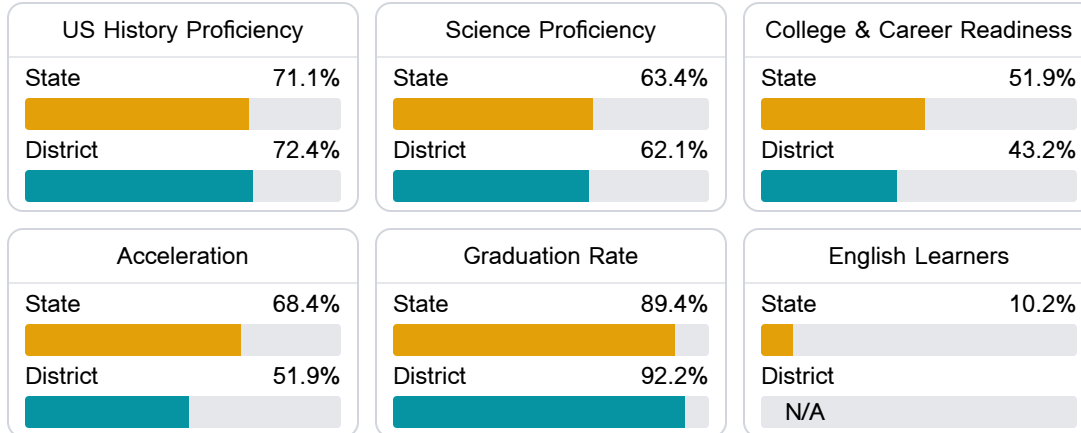 US History Proficiency
State 71.1%
District 72.4%
Science Proficiency
State 63.4%
District 62.1%
College & Career Readiness
State 51.9%
District 43.2%
Acceleration
State 68.4%
District 51.9%
Graduation Rate
State 89.4%
District 92.2%
English Learners
State 10.2%
District
N/A